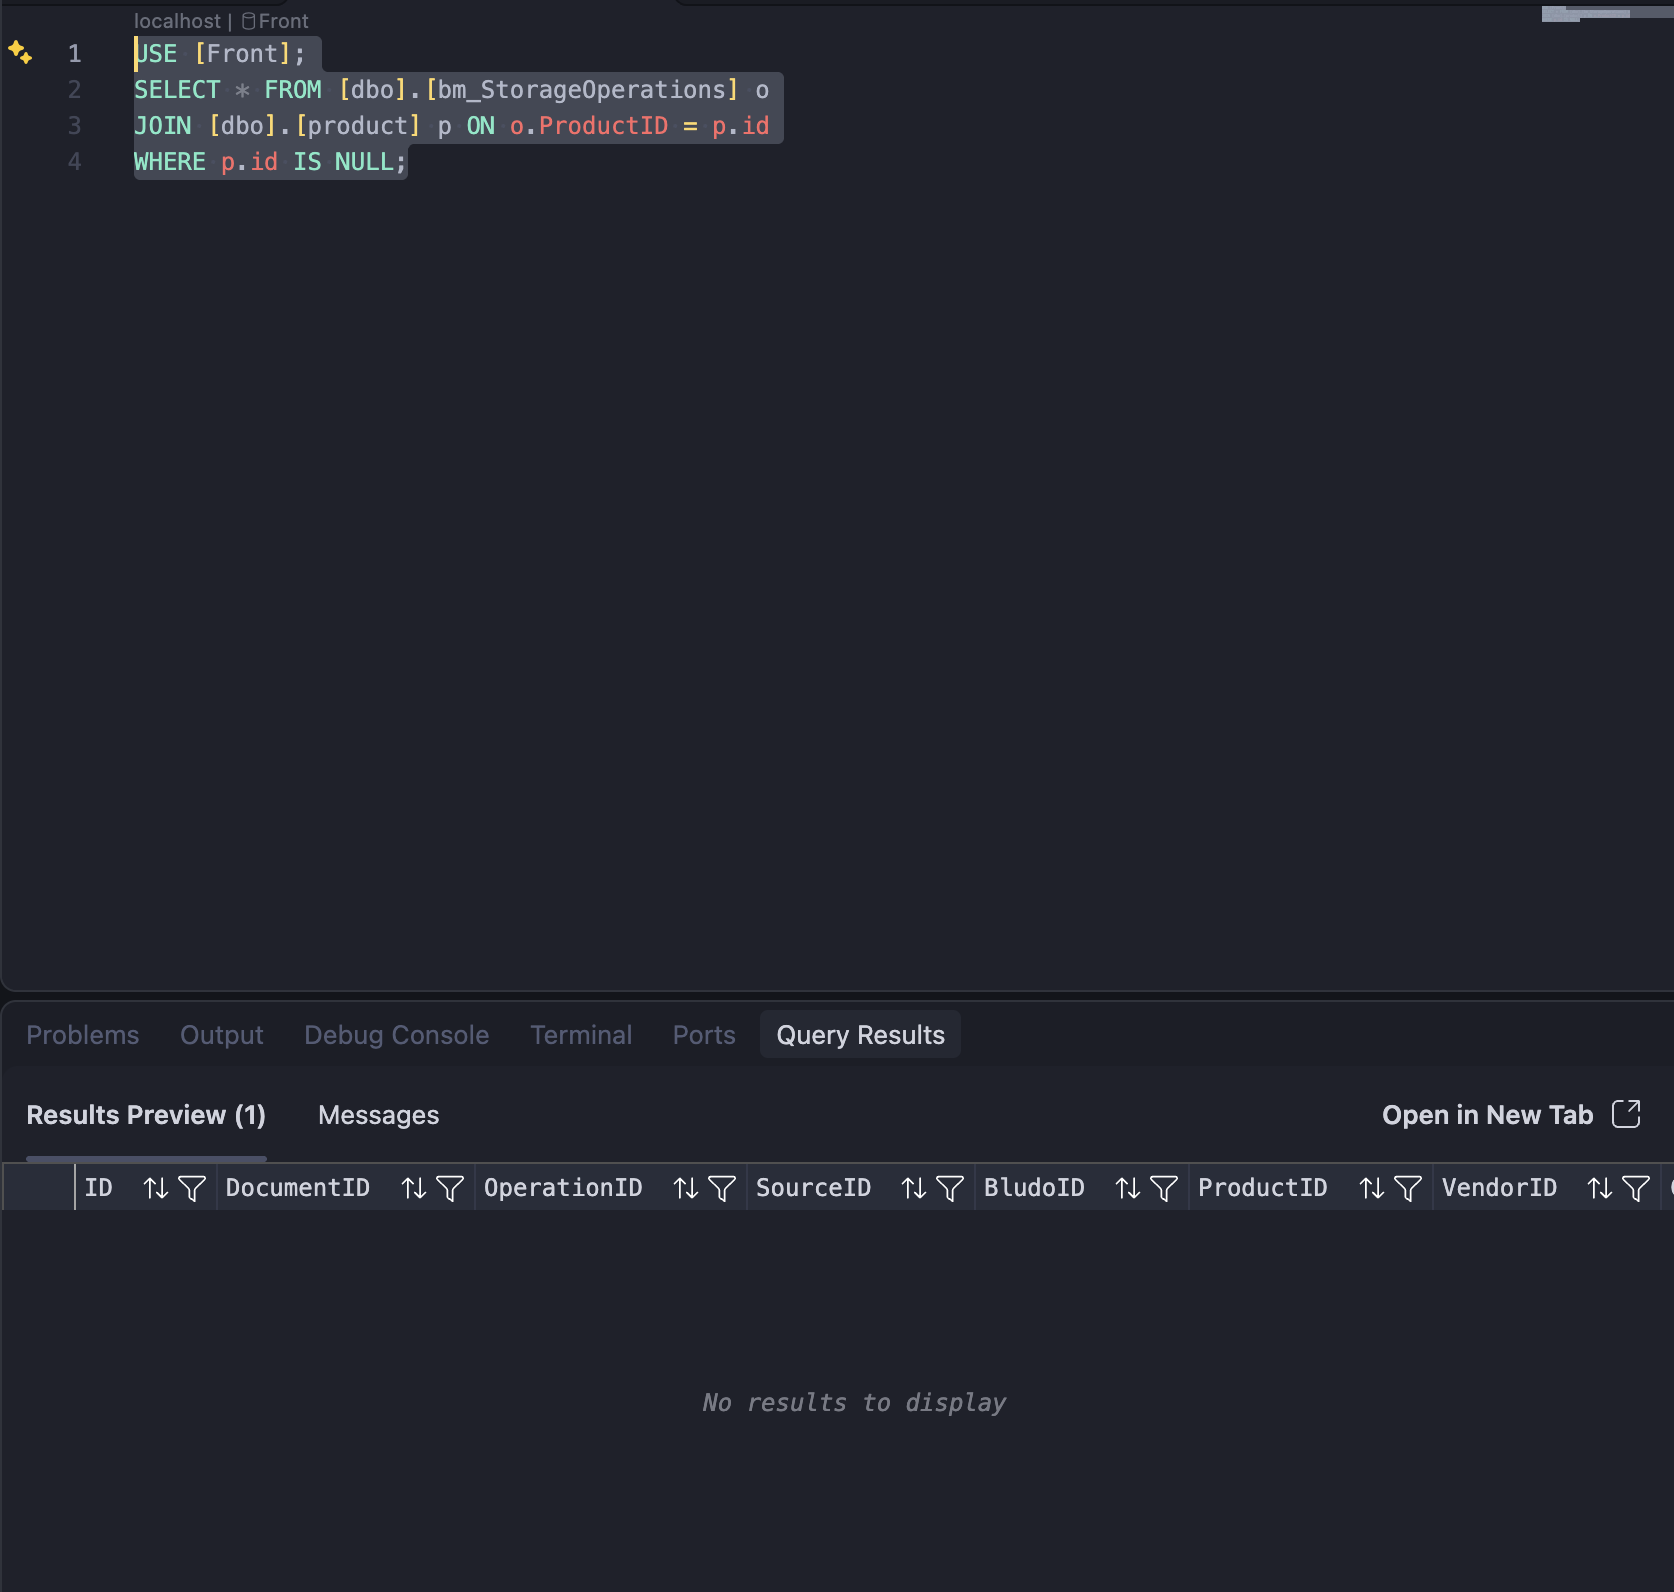 localhost | Front
1 USE [Front];
2 SELECT * FROM [dbo].[bm_StorageOperations] o
3 JOIN [dbo].[product] p ON o.ProductID = p.id
4 WHERE p.id IS NULL;
Problems Output Debug Console Terminal Ports Query Results
Results Preview (1) Messages Open in New Tab
ID DocumentID OperationID SourceID BludoID ProductID VendorID
No results to display